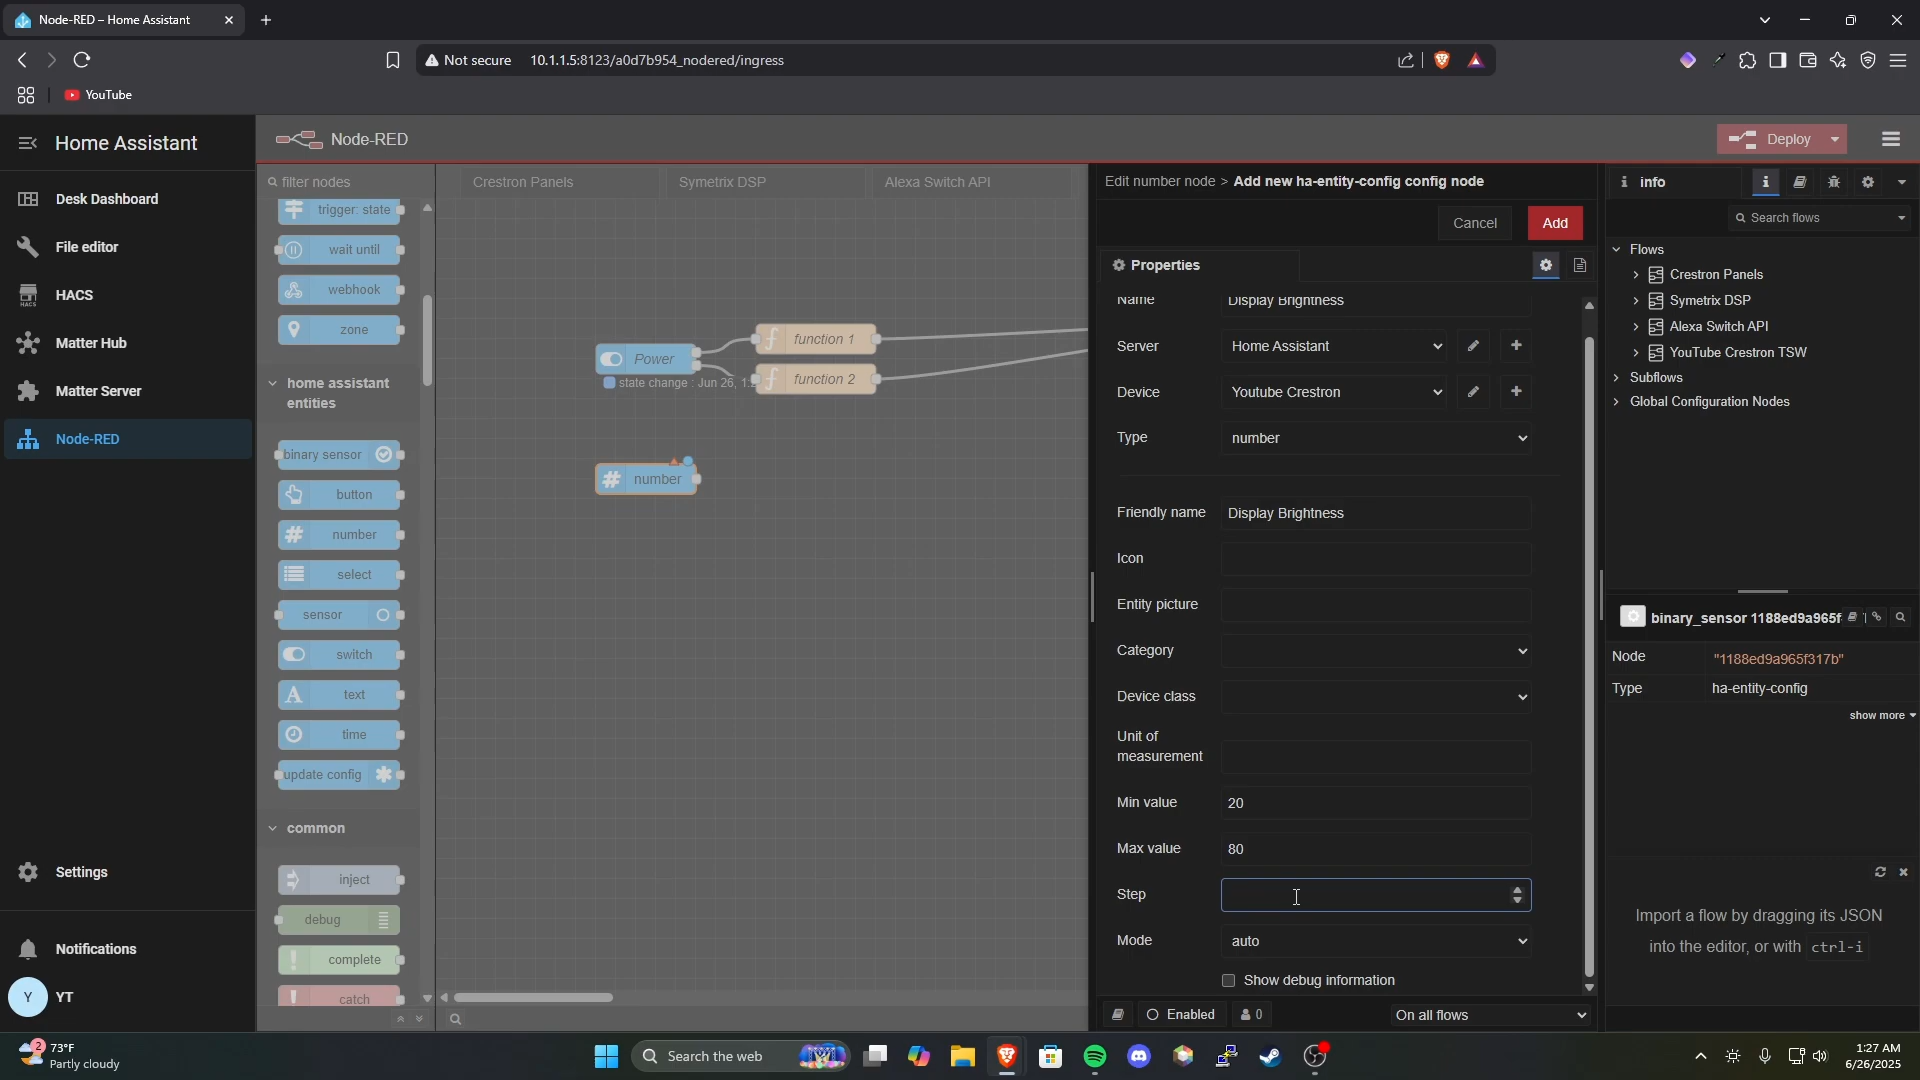 Node-RED – Home Assistant
Not secure
10.1.1.5:8123/a0d7b954_nodered/ingress
YouTube
Home Assistant
Node-RED
Deploy
Desk Dashboard
File editor
HACS
Matter Hub
Matter Server
Node-RED
Settings
Notifications
2
Y
YT
filter nodes
trigger: state
wait until
webhook
zone
home assistant
entities
binary sensor
button
number
select
sensor
switch
text
time
update config
common
inject
debug
complete
catch
Crestron Panels
Symetrix DSP
Alexa Switch API
Power
state change : Jun 26, 1:2
function 1
function 2
number
Edit number node > Add new ha-entity-config config node
Cancel
Add
Properties
Name
Display Brightness
Server
Home Assistant
Device
Youtube Crestron
Type
number
Friendly name
Display Brightness
Icon
Entity picture
Category
Device class
Unit of
measurement
Min value
20
Max value
80
Step
Mode
auto
Show debug information
Enabled
0
On all flows
info
Search flows
Flows
Crestron Panels
Symetrix DSP
Alexa Switch API
YouTube Crestron TSW
Subflows
Global Configuration Nodes
binary_sensor 1188ed9a965f
Node
"1188ed9a965f317b"
Type
ha-entity-config
show more
Import a flow by dragging its JSON
into the editor, or with ctrl-i
73°F
Partly cloudy
Search the web
1:27 AM
6/26/2025